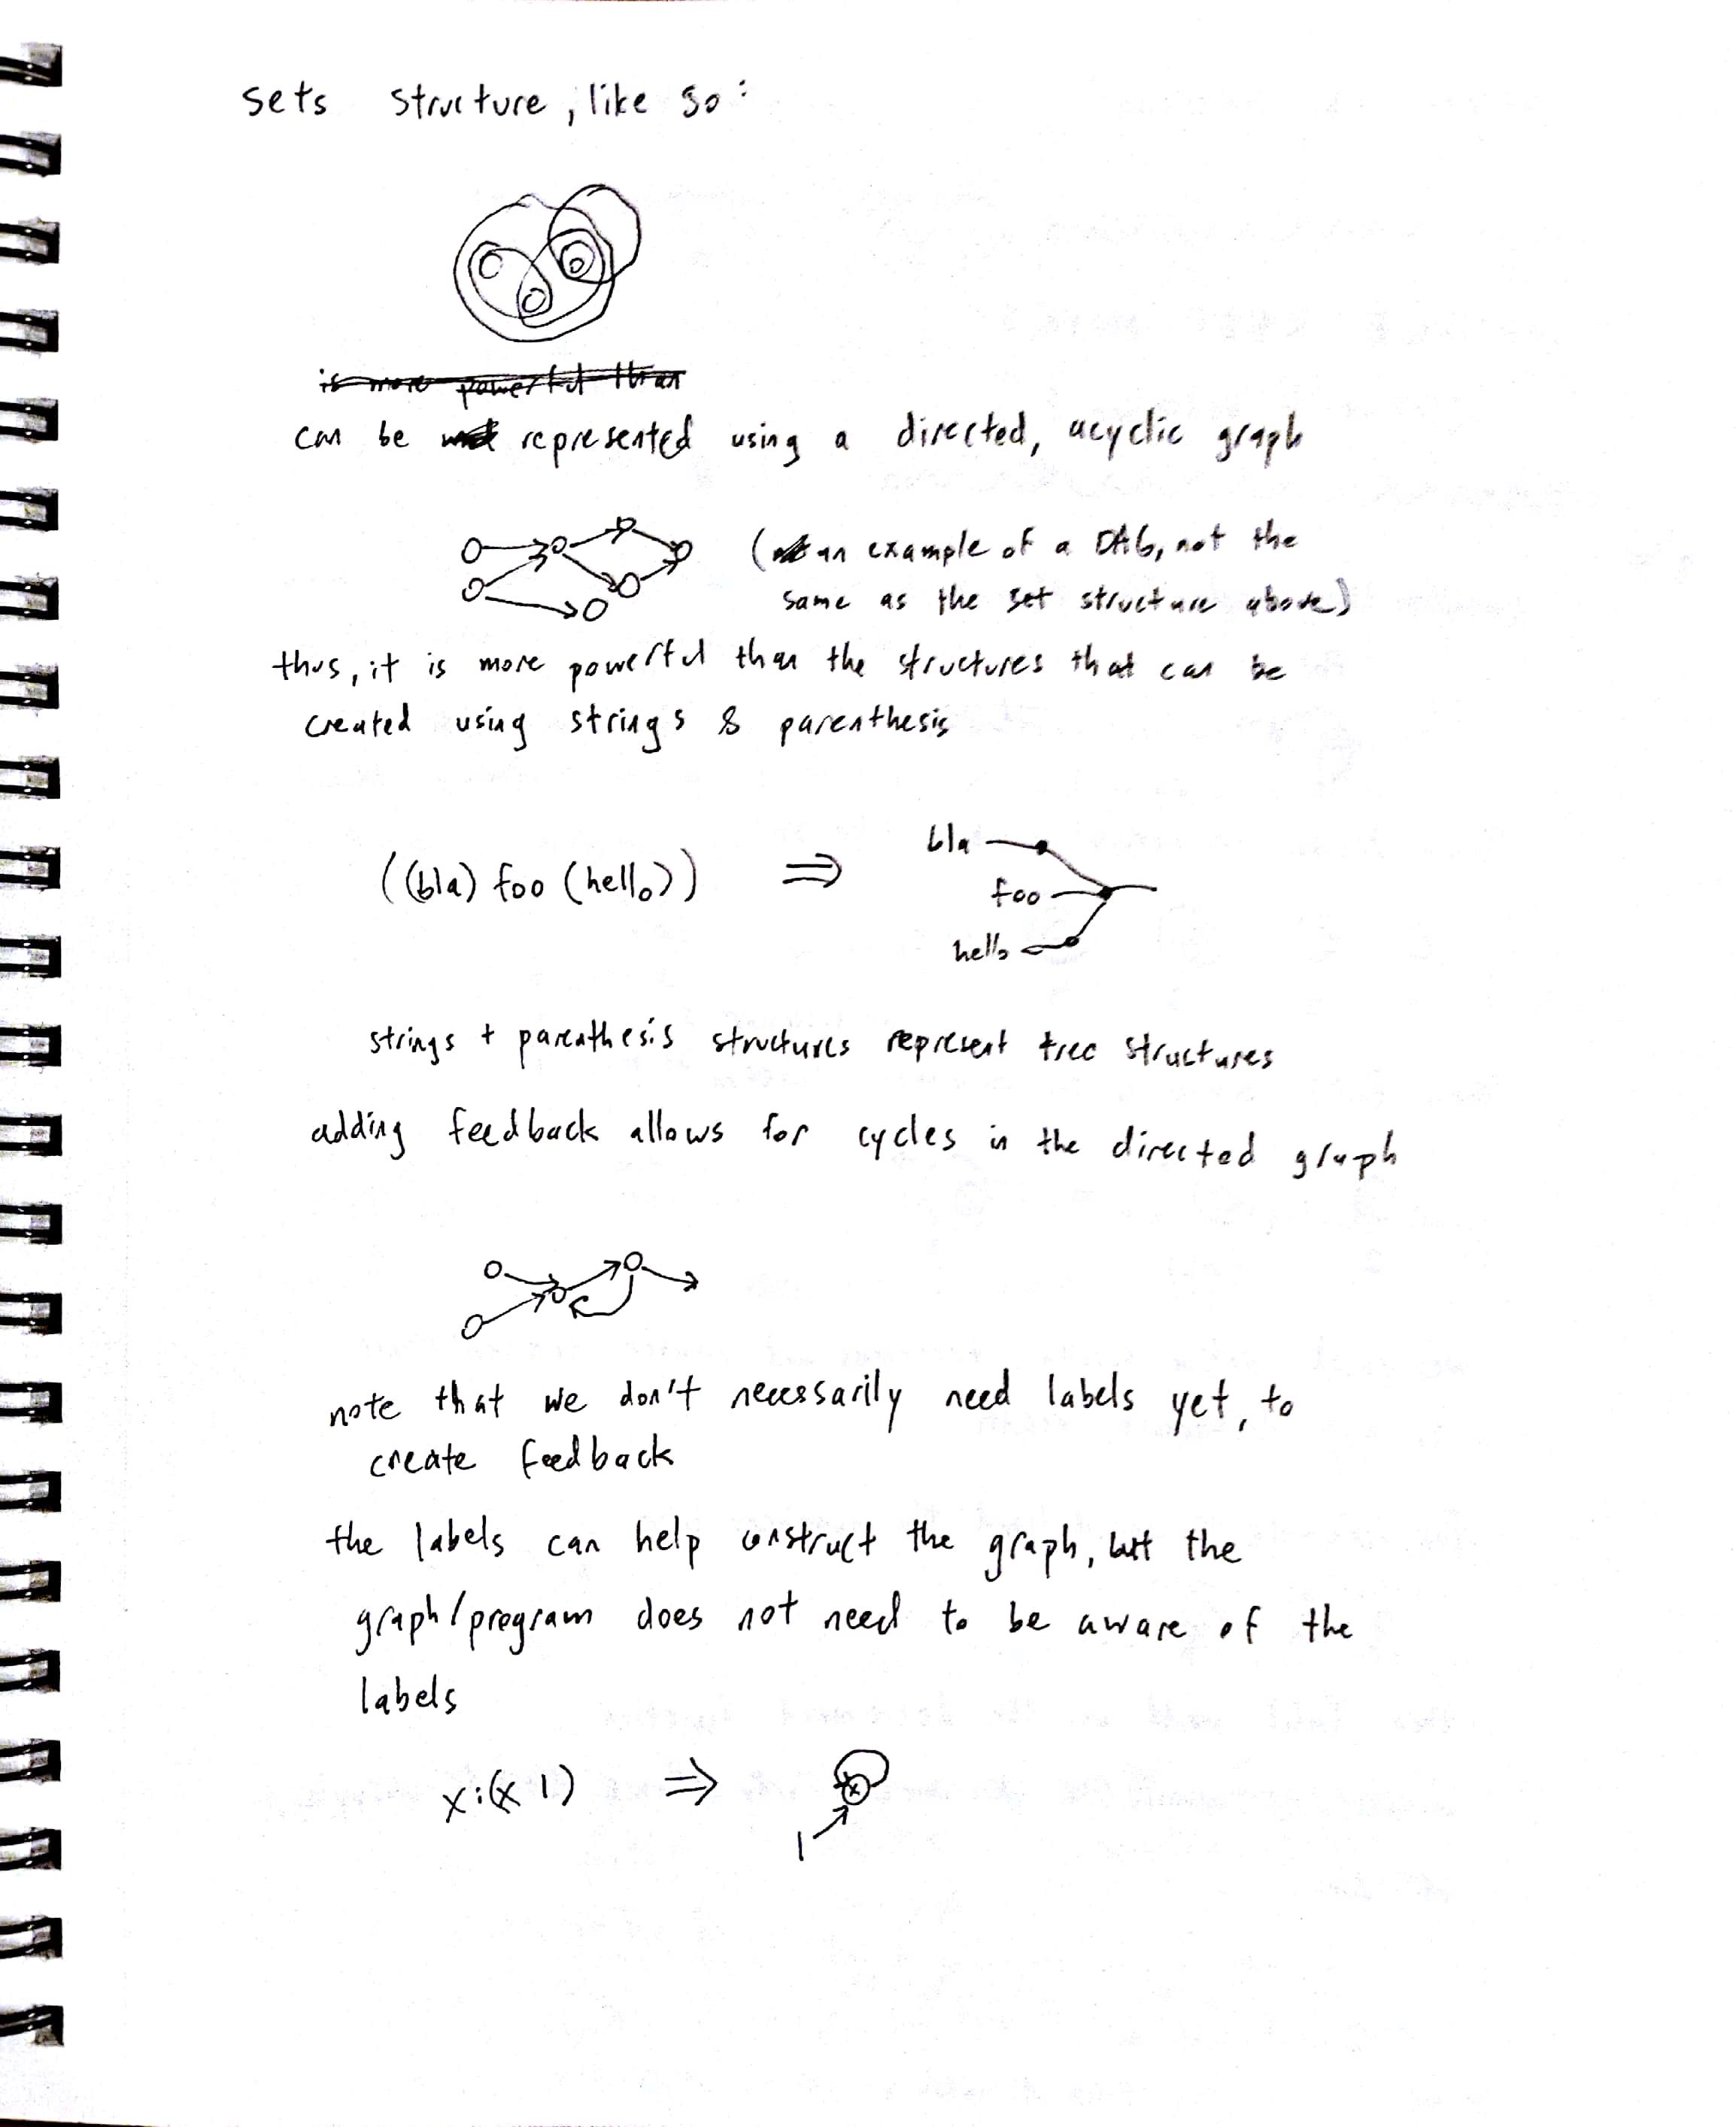 sets structure, like so:
is more powerful than
can be represented using a directed, acyclic graph
(an example of a DAG, not the
same as the set structure above)
thus, it is more powerful than the structures that can be
created using strings & parenthesis
((bla) foo (hello)) ⇒
bla
foo
hello
strings + parenthesis structures represent tree structures
adding feedback allows for cycles in the directed graph
note that we don't necessarily need labels yet, to
create feedback
the labels can help construct the graph, but the
graph/program does not need to be aware of the
labels
x:(x 1) ⇒ x
1